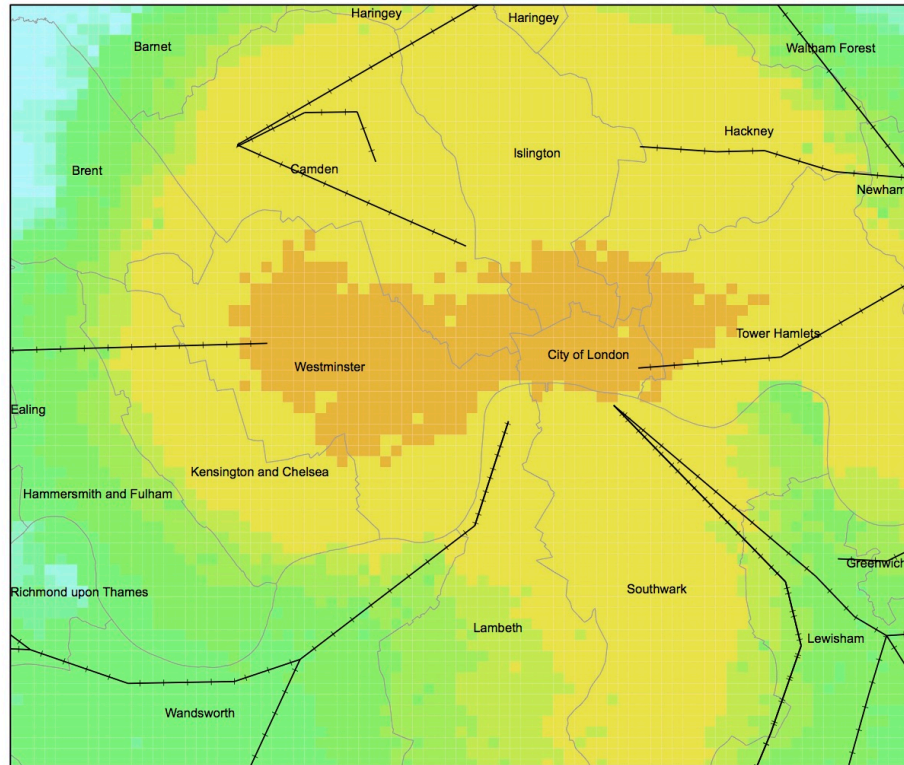 Haringey
Haringey
Barnet
Waltham Forest
Hackney
Islington
Camden
Brent
Newham
Tower Hamlets
City of London
Westminster
Ealing
Kensington and Chelsea
Hammersmith and Fulham
Greenwich
Richmond upon Thames
Southwark
Lambeth
Lewisham
Wandsworth